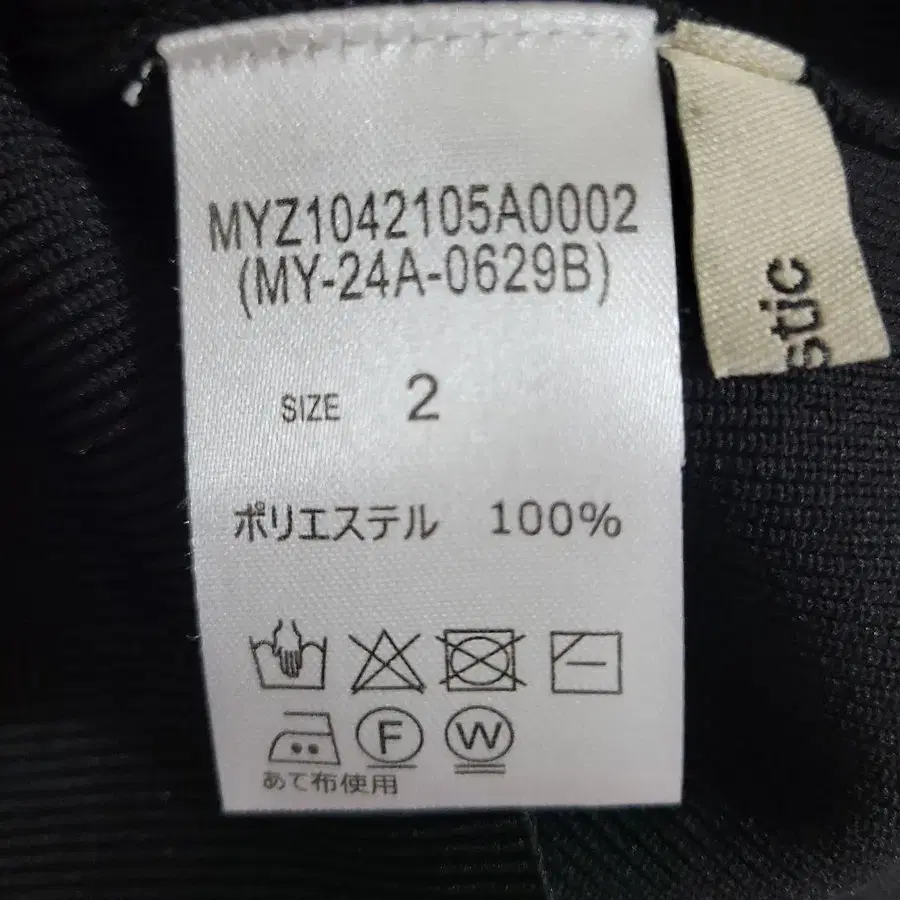 MYZ1042105A0002
(MY-24A-0629B)
SIZE 2
ポリエステル 100%
F W
あて布使用
stic